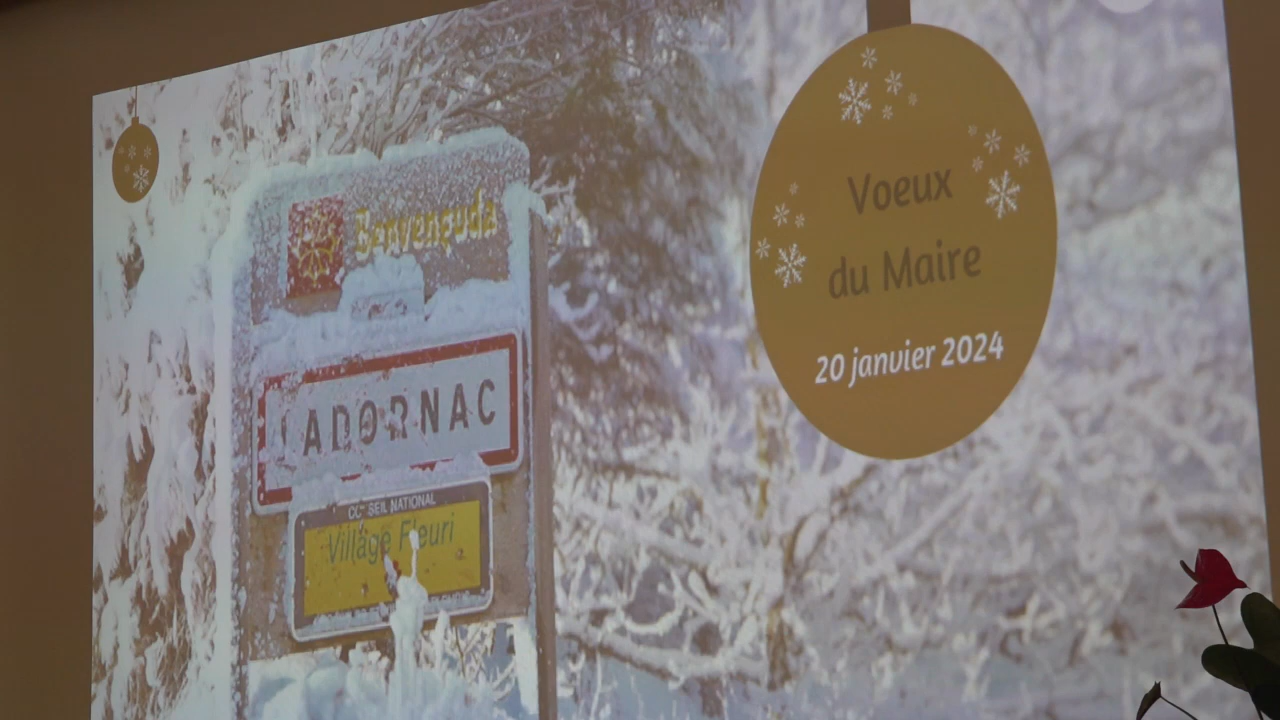 Benvenguda
LADORNAC
Village Fleuri
Voeux
du Maire
20 janvier 2024